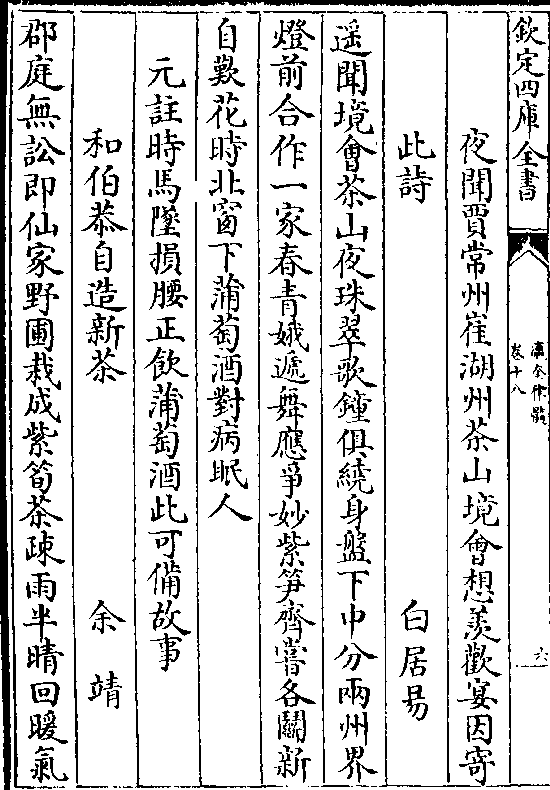 欽定四庫全書
瀛奎律髓
卷十八
六
夜聞賈常州崔湖州茶山境會想羨歡宴因寄
此詩
白居易
遥聞境會茶山夜珠翠歌鐘俱繞身盤下中分兩州界
燈前合作一家春青娥遞舞應爭妙紫笋齊嘗各鬬新
自歎花時北窗下蒲萄酒對病眠人
元註時馬墜損腰正飲蒲萄酒此可備故事
和伯恭自造新茶
余靖
郡庭無訟即仙家野圃栽成紫筍茶疎雨半晴回暖氣